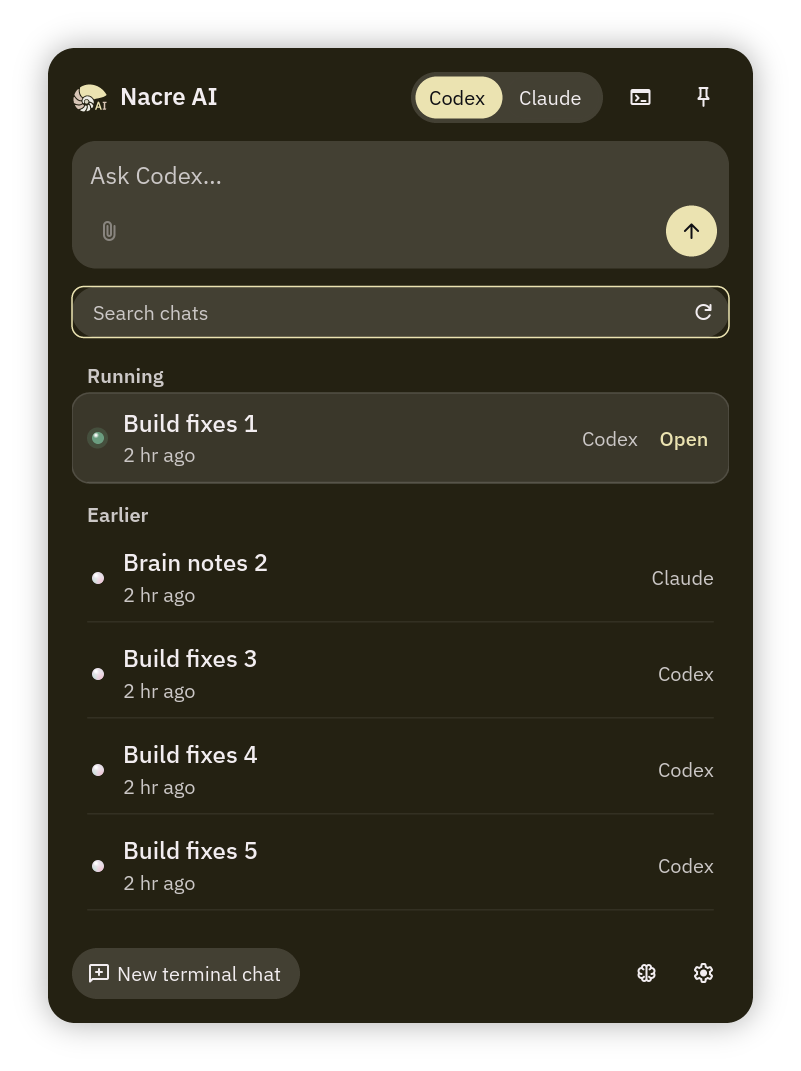 AI
Nacre AI
Codex
Claude
Ask Codex...
Search chats
Running
Build fixes 1
2 hr ago
Codex
Open
Earlier
Brain notes 2
2 hr ago
Claude
Build fixes 3
2 hr ago
Codex
Build fixes 4
2 hr ago
Codex
Build fixes 5
2 hr ago
Codex
New terminal chat